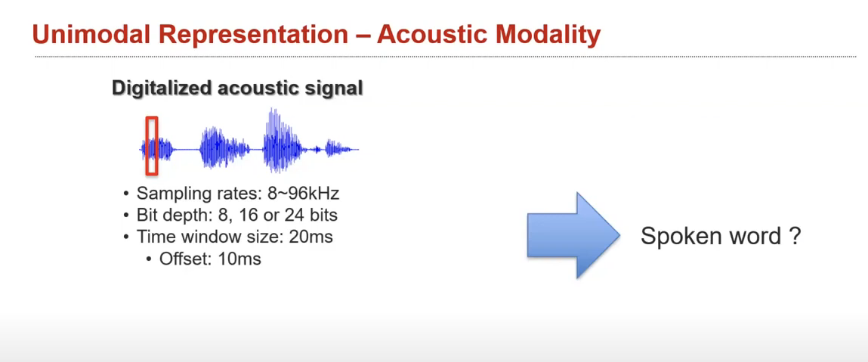 Unimodal Representation – Acoustic Modality
Digitalized acoustic signal
• Sampling rates: 8~96kHz
• Bit depth: 8, 16 or 24 bits
• Time window size: 20ms
• Offset: 10ms
Spoken word ?